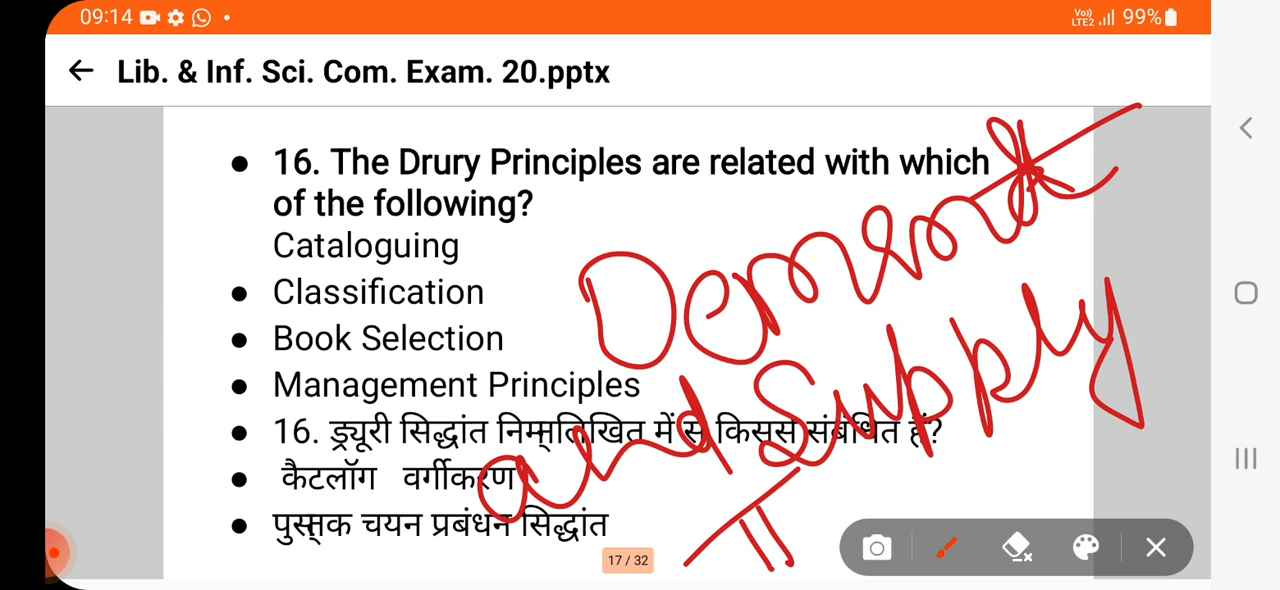 09:14 Vo)) LTE2 99%
Lib. & Inf. Sci. Com. Exam. 20.pptx
• 16. The Drury Principles are related with which
of the following?
Cataloguing
• Classification
• Book Selection
• Management Principles
• 16. ड्र्यूरी सिद्धांत निम्नलिखित में से किससे संबंधित हैं?
• कैटलॉग वर्गीकरण
• पुस्तक चयन प्रबंधन सिद्धांत
and Supply
17 / 32